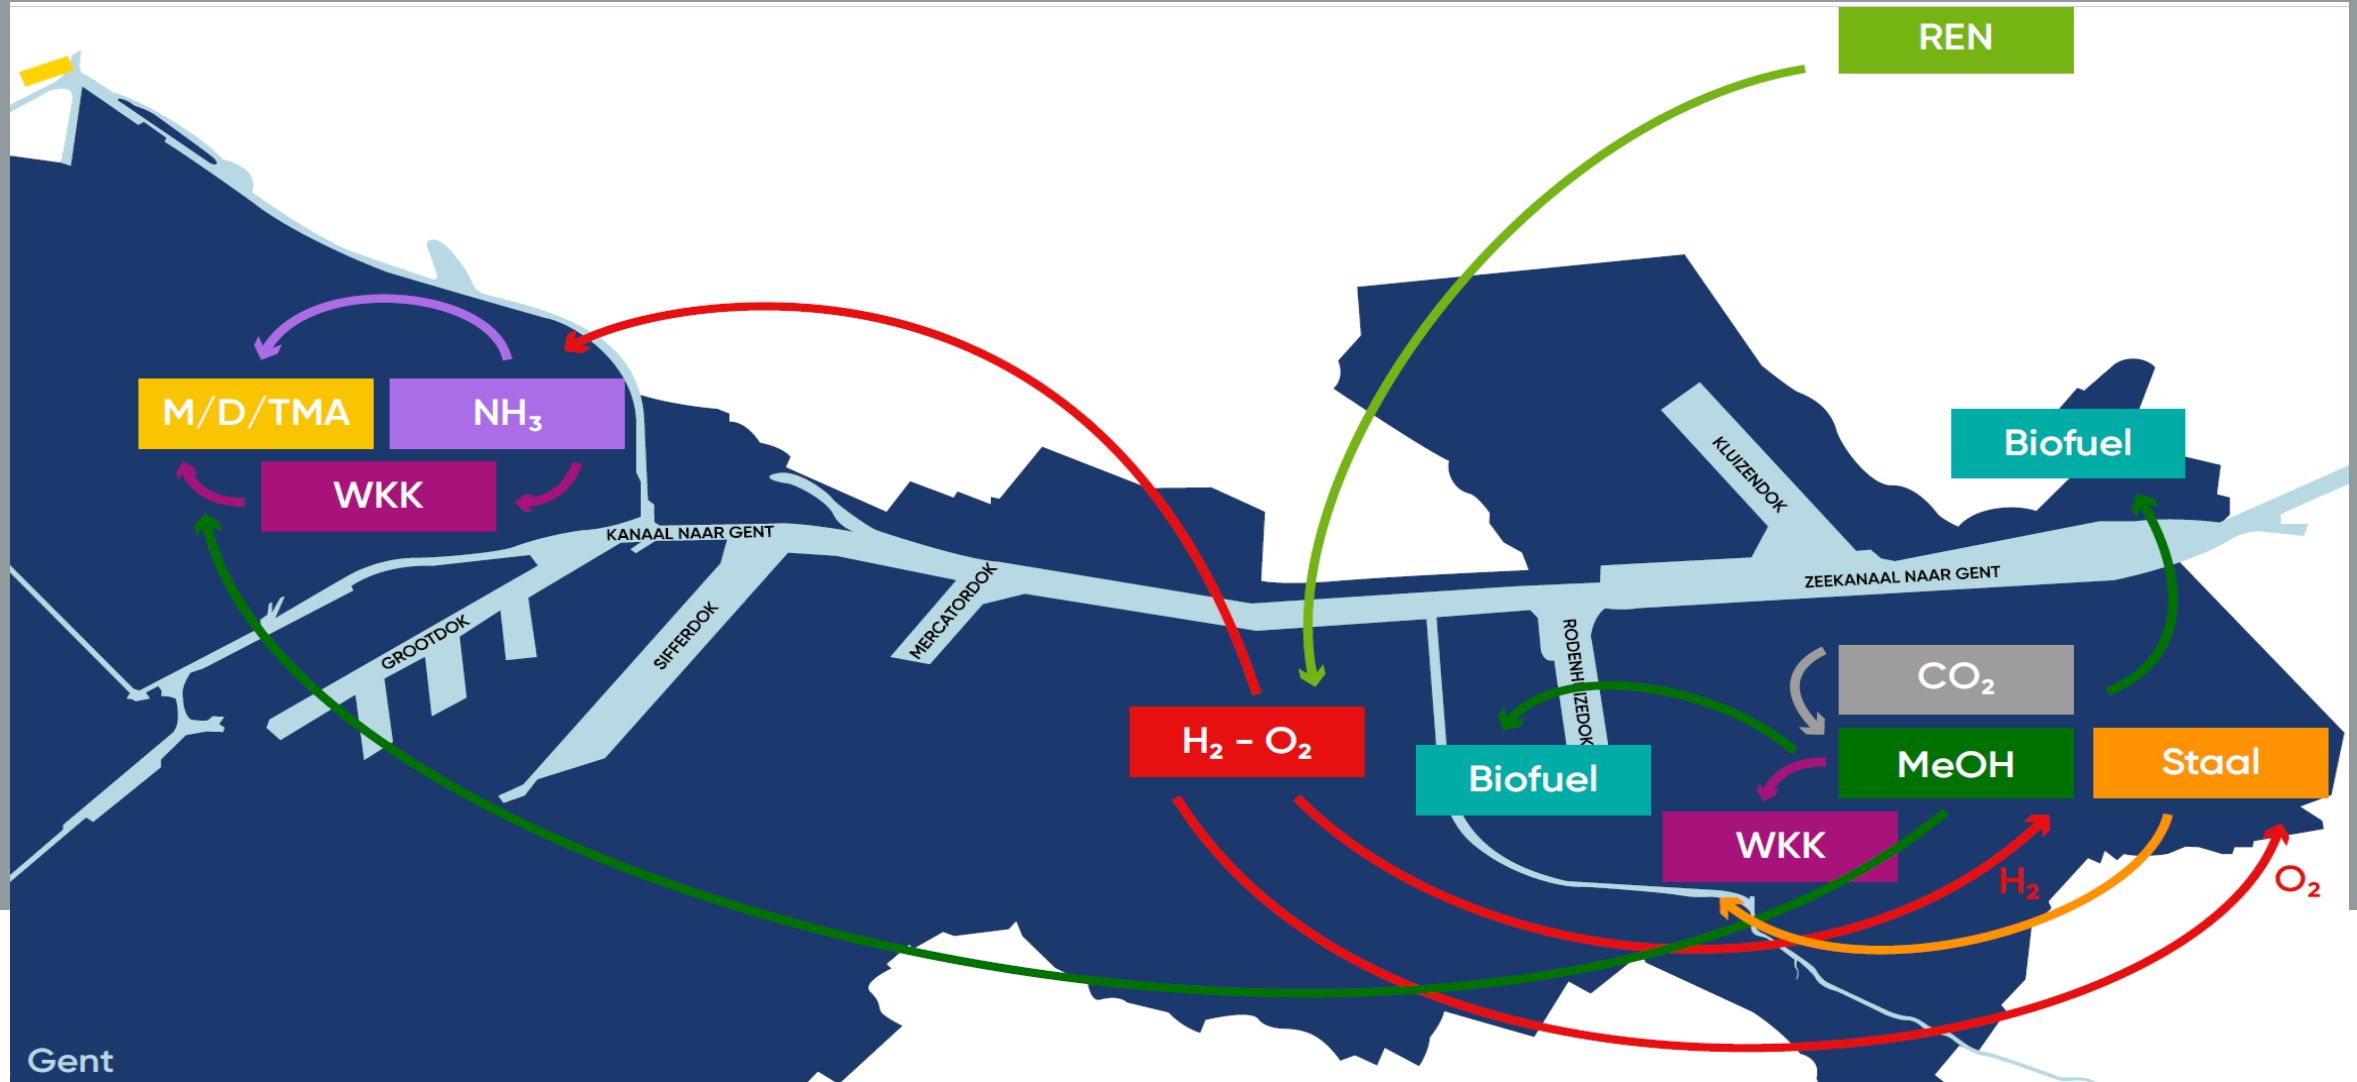 REN
M/D/TMA
NH₃
WKK
KANAAL NAAR GENT
GROOTDOK
SIFFERDOK
MERCATORDOK
KLUIZENDOK
Biofuel
ZEEKANAAL NAAR GENT
RODENHUIZEDOK
CO₂
H₂ - O₂
Biofuel
MeOH
Staal
WKK
H₂
O₂
Gent